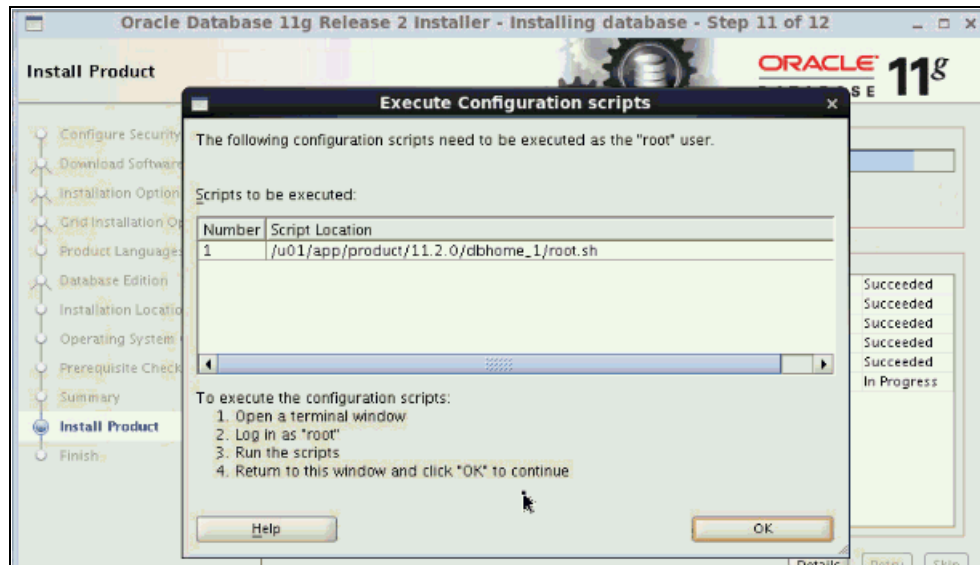 Oracle Database 11g Release 2 Installer - Installing database - Step 11 of 12
Install Product
ORACLE 11g
Execute Configuration scripts
The following configuration scripts need to be executed as the "root" user.
Scripts to be executed:
Number Script Location
1 /u01/app/product/11.2.0/dbhome_1/root.sh
To execute the configuration scripts:
1. Open a terminal window
2. Log in as "root"
3. Run the scripts
4. Return to this window and click "OK" to continue
Help OK
Configure Security
Download Software
Installation Option
Grid Installation Op
Product Language
Database Edition
Installation Locatio
Operating System
Prerequisite Check
Summary
Install Product
Finish
Succeeded
Succeeded
Succeeded
Succeeded
Succeeded
In Progress
Details Retry Skip